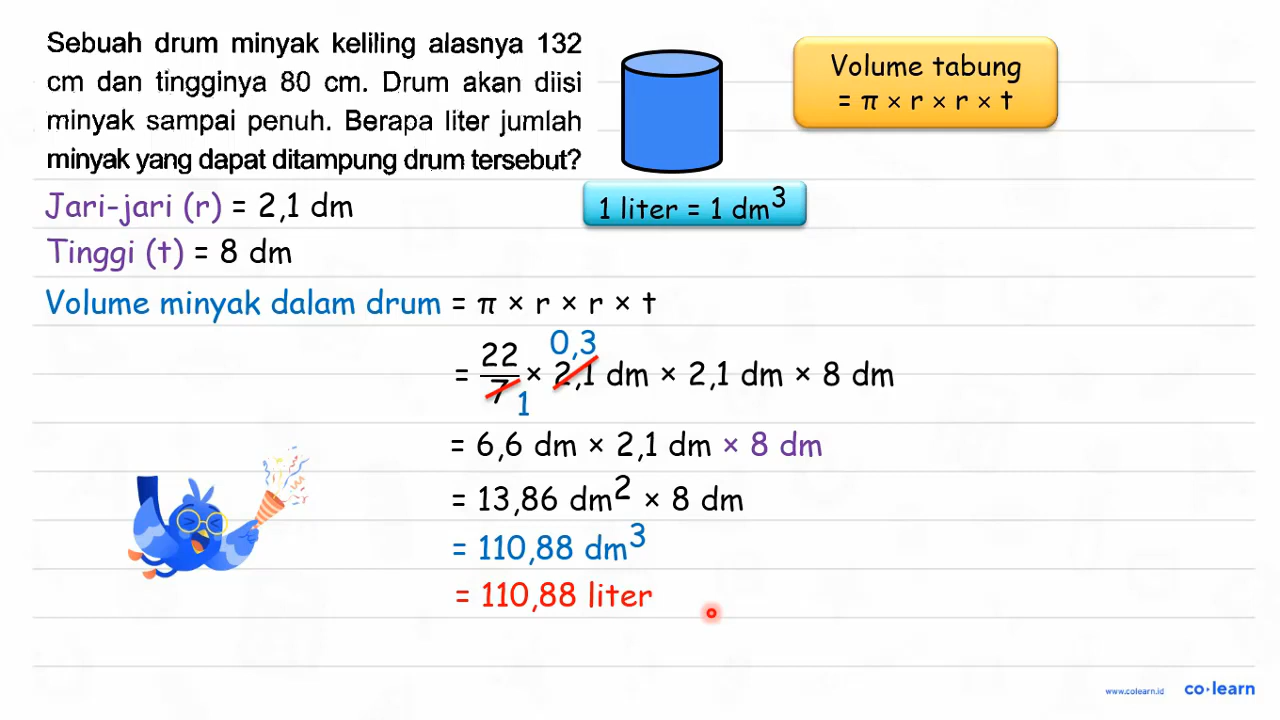 Sebuah drum minyak keliling alasnya 132
cm dan tingginya 80 cm. Drum akan diisi
minyak sampai penuh. Berapa liter jumlah
minyak yang dapat ditampung drum tersebut?
Volume tabung
= π × r × r × t
1 liter = 1 dm³
Jari-jari (r) = 2,1 dm
Tinggi (t) = 8 dm
Volume minyak dalam drum = π × r × r × t
0,3
= 22/7 × 2,1 dm × 2,1 dm × 8 dm
1
= 6,6 dm × 2,1 dm × 8 dm
= 13,86 dm² × 8 dm
= 110,88 dm³
= 110,88 liter
www.colearn.id
co·learn